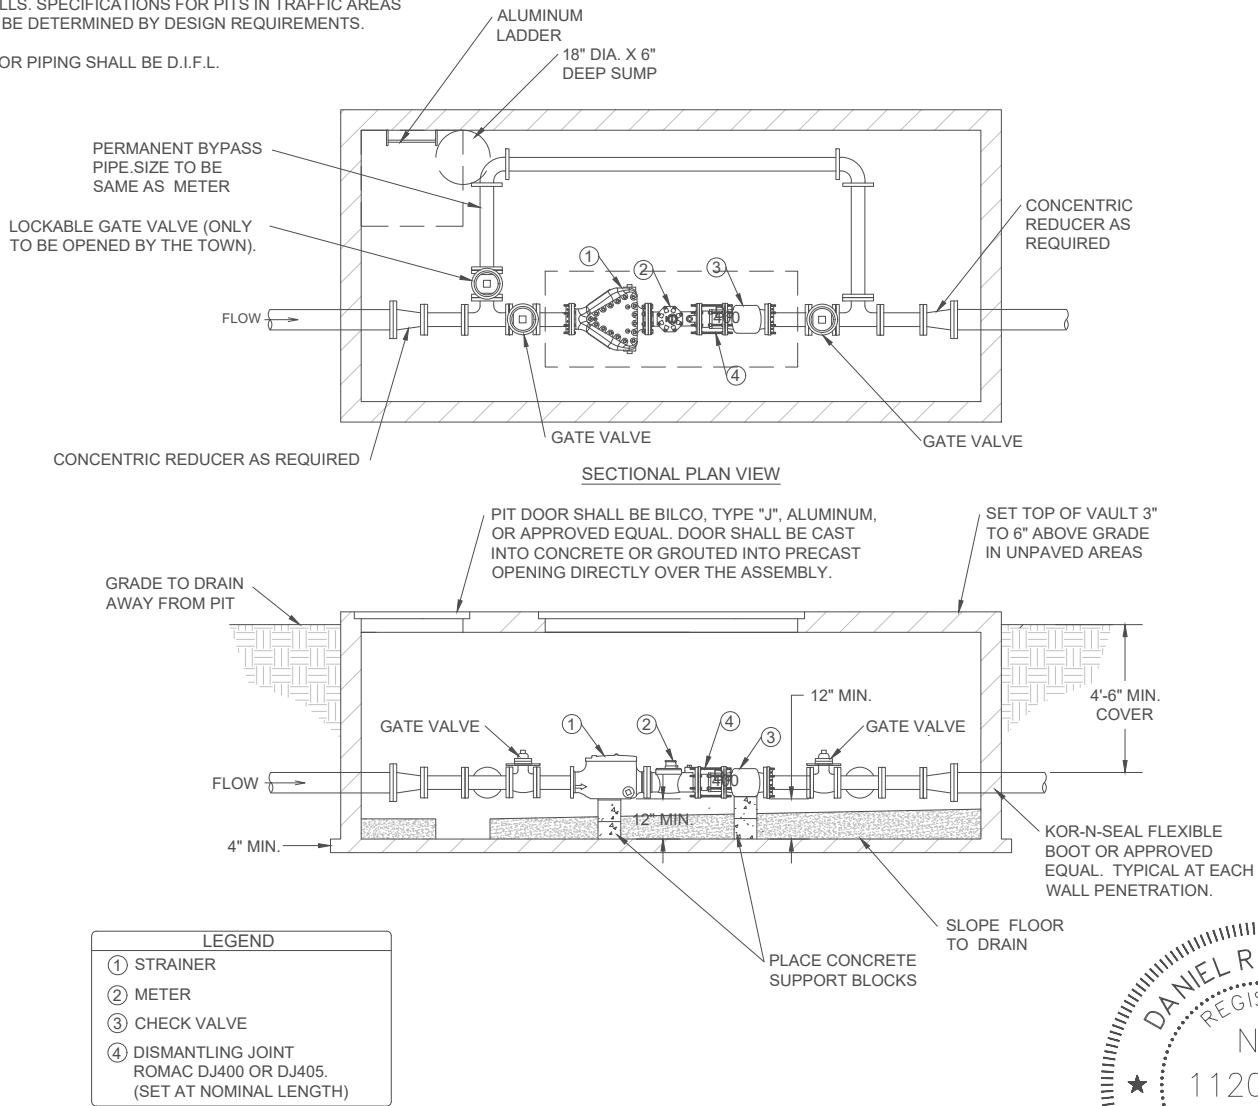 LLS. SPECIFICATIONS FOR PITS IN TRAFFIC AREAS
BE DETERMINED BY DESIGN REQUIREMENTS.
OR PIPING SHALL BE D.I.F.L.
ALUMINUM
LADDER
18" DIA. X 6"
DEEP SUMP
PERMANENT BYPASS
PIPE.SIZE TO BE
SAME AS METER
LOCKABLE GATE VALVE (ONLY
TO BE OPENED BY THE TOWN).
CONCENTRIC
REDUCER AS
REQUIRED
1
2
3
FLOW
4
GATE VALVE
GATE VALVE
CONCENTRIC REDUCER AS REQUIRED
SECTIONAL PLAN VIEW
PIT DOOR SHALL BE BILCO, TYPE "J", ALUMINUM,
OR APPROVED EQUAL. DOOR SHALL BE CAST
INTO CONCRETE OR GROUTED INTO PRECAST
OPENING DIRECTLY OVER THE ASSEMBLY.
SET TOP OF VAULT 3"
TO 6" ABOVE GRADE
IN UNPAVED AREAS
GRADE TO DRAIN
AWAY FROM PIT
12" MIN.
4'-6" MIN.
COVER
GATE VALVE
1
2
4
3
GATE VALVE
FLOW
12" MIN.
4" MIN.
KOR-N-SEAL FLEXIBLE
BOOT OR APPROVED
EQUAL. TYPICAL AT EACH
WALL PENETRATION.
SLOPE FLOOR
TO DRAIN
PLACE CONCRETE
SUPPORT BLOCKS
LEGEND
1 STRAINER
2 METER
3 CHECK VALVE
4 DISMANTLING JOINT
ROMAC DJ400 OR DJ405.
(SET AT NOMINAL LENGTH)
DANIEL R
REGIS
N
1120